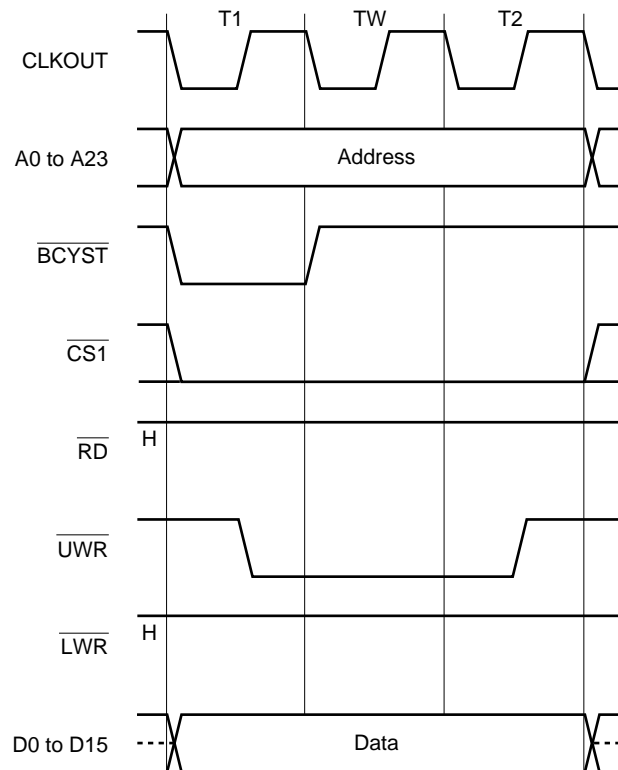 T1 TW T2
CLKOUT
A0 to A23 Address
BCYST
CS1
H
RD
UWR
H
LWR
D0 to D15 Data